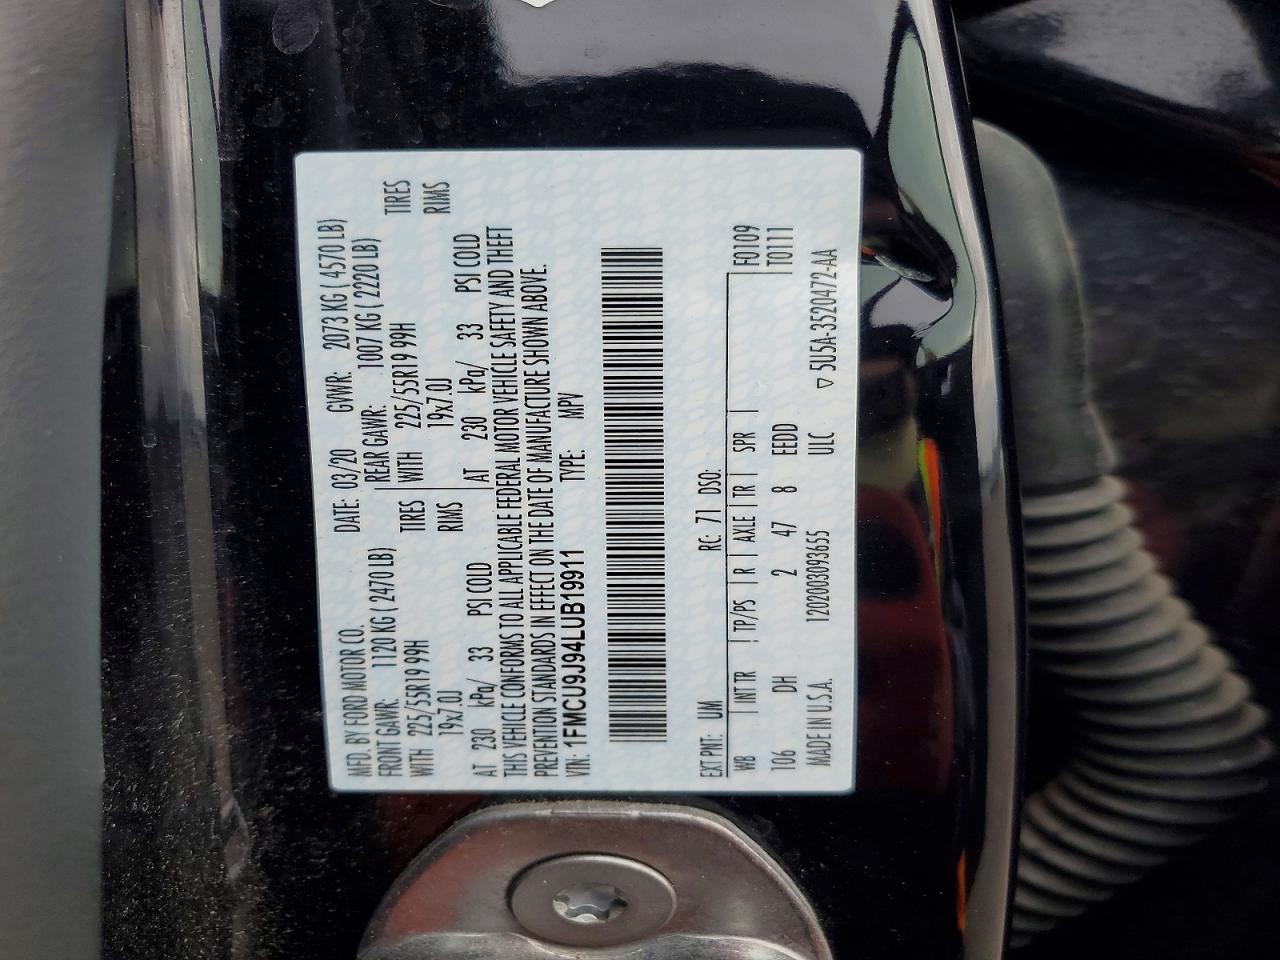 MFD. BY FORD MOTOR CO.
DATE: 03/20 GVWR: 2073 KG ( 4570 LB)
FRONT GAWR: 1120 KG ( 2470 LB) REAR GAWR: 1007 KG ( 2220 LB)
WITH 225/55R19 99H TIRES WITH 225/55R19 99H TIRES
19x7.0J RIMS 19x7.0J RIMS
AT 230 kPa/ 33 PSI COLD AT 230 kPa/ 33 PSI COLD
THIS VEHICLE CONFORMS TO ALL APPLICABLE FEDERAL MOTOR VEHICLE SAFETY AND THEFT
PREVENTION STANDARDS IN EFFECT ON THE DATE OF MANUFACTURE SHOWN ABOVE.
VIN: 1FMCU9J94LUB19911 TYPE: MPV
EXT PNT: UM RC: 71 DSO: F0109
WB INT TR TP/PS R AXLE TR SPR T0111
106 DH 2 47 8 EEDD
MADE IN U.S.A. 1202003093655 ULC ▽ 5U5A-3520472-AA